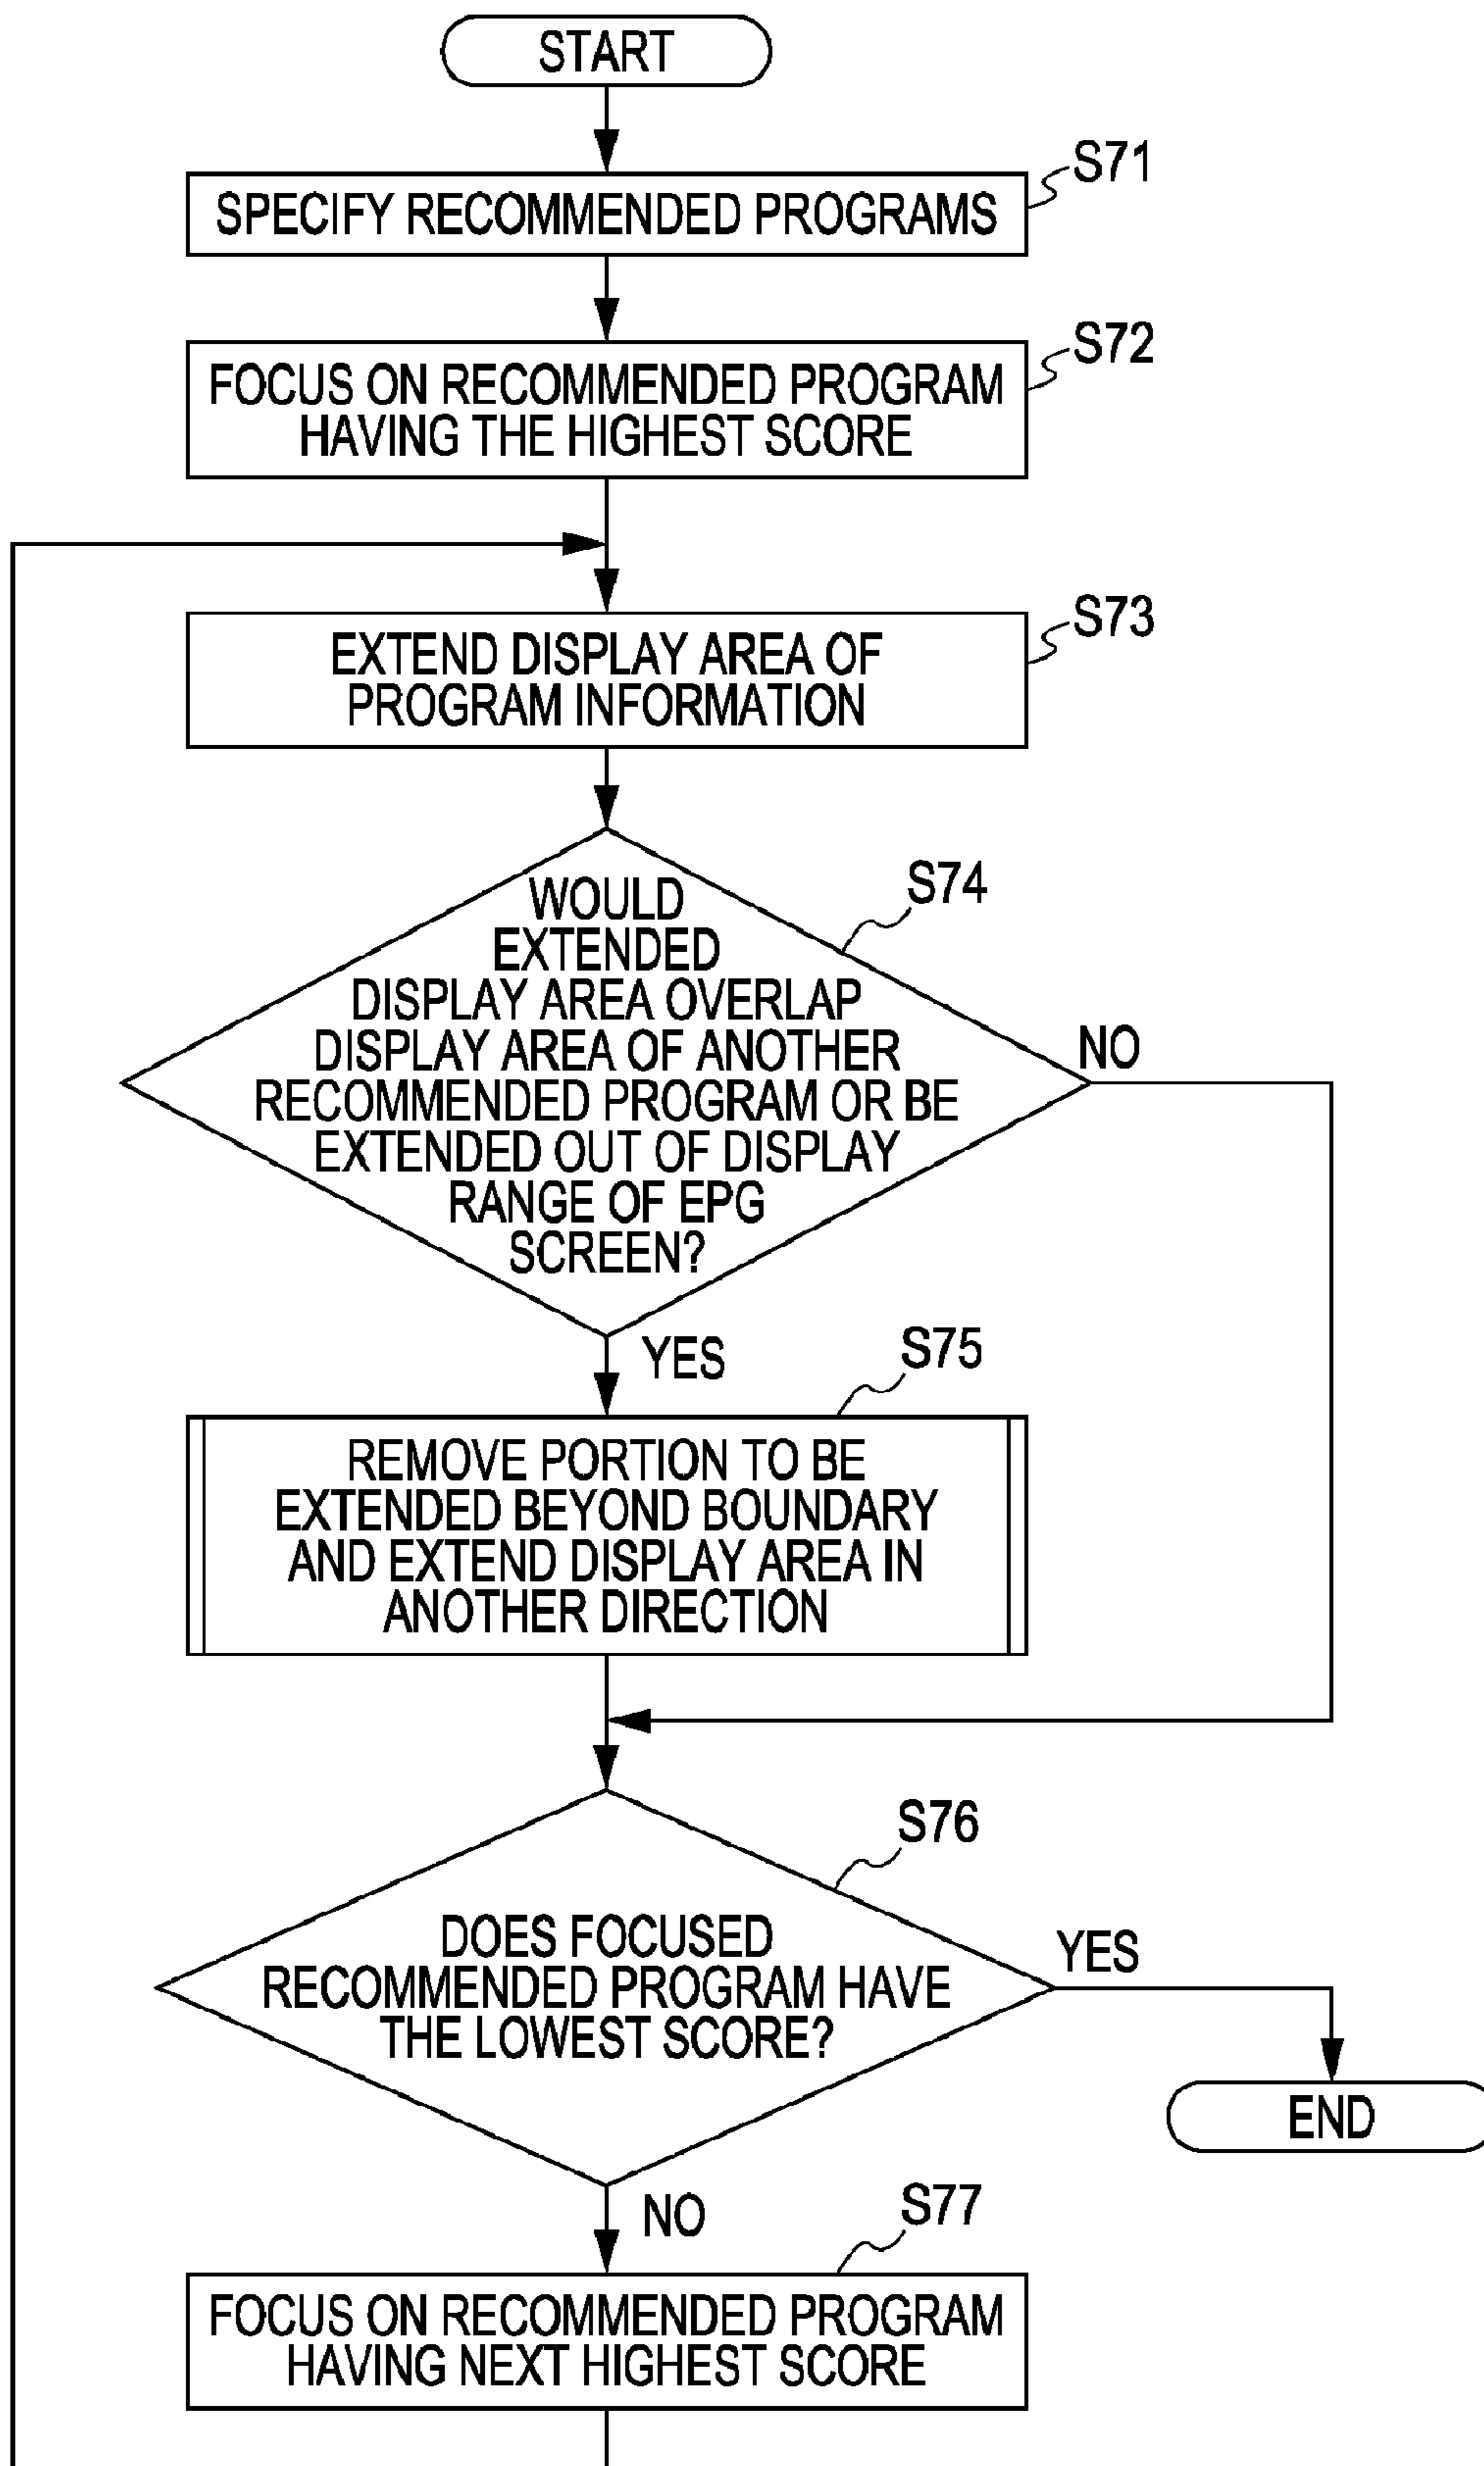 START
S71
SPECIFY RECOMMENDED PROGRAMS
S72
FOCUS ON RECOMMENDED PROGRAM
HAVING THE HIGHEST SCORE
S73
EXTEND DISPLAY AREA OF
PROGRAM INFORMATION
S74
WOULD
EXTENDED
DISPLAY AREA OVERLAP
DISPLAY AREA OF ANOTHER
RECOMMENDED PROGRAM OR BE
EXTENDED OUT OF DISPLAY
RANGE OF EPG
SCREEN?
NO
YES
S75
REMOVE PORTION TO BE
EXTENDED BEYOND BOUNDARY
AND EXTEND DISPLAY AREA IN
ANOTHER DIRECTION
S76
DOES FOCUSED
RECOMMENDED PROGRAM HAVE
THE LOWEST SCORE?
YES
END
NO
S77
FOCUS ON RECOMMENDED PROGRAM
HAVING NEXT HIGHEST SCORE